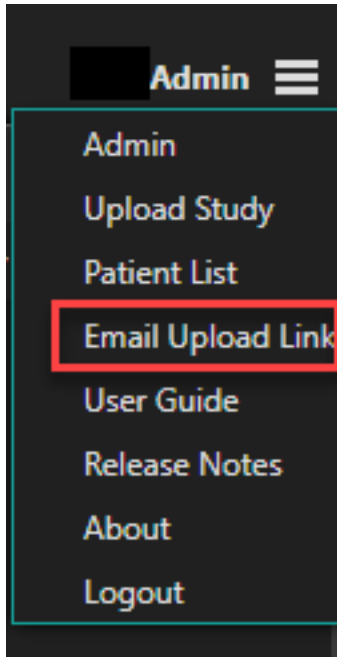 Admin
Admin
Upload Study
Patient List
Email Upload Link
User Guide
Release Notes
About
Logout